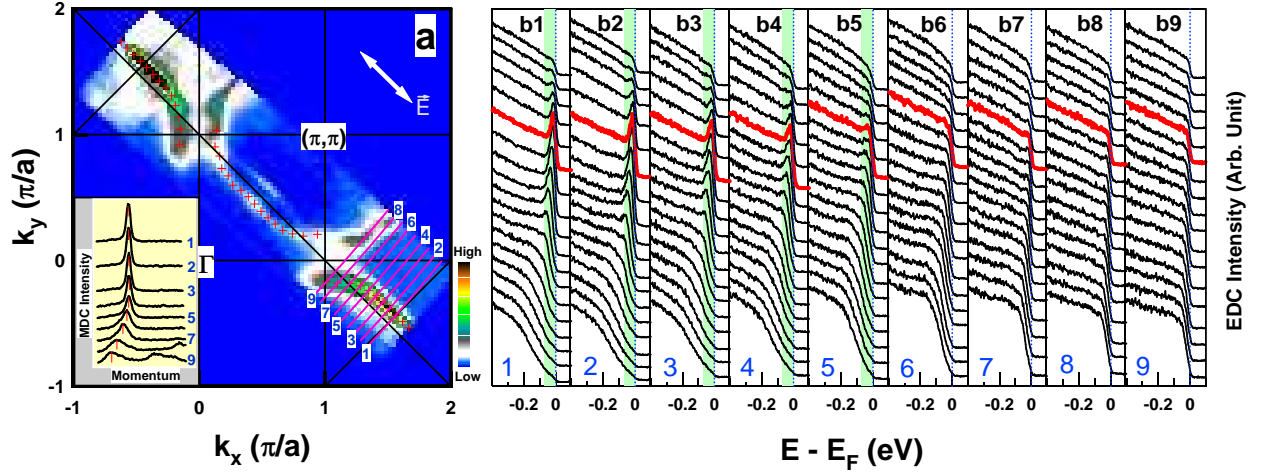 a
E
(π,π)
Γ
2
1
0
-1
-1
0
1
2
k_y (π/a)
k_x (π/a)
8
6
4
2
9
7
5
3
1
High
Low
MDC Intensity
Momentum
1
2
3
5
7
9
b1 b2 b3 b4 b5 b6 b7 b8 b9
1 2 3 4 5 6 7 8 9
-0.2 0 -0.2 0 -0.2 0 -0.2 0 -0.2 0 -0.2 0 -0.2 0 -0.2 0 -0.2 0
E - E_F (eV)
EDC Intensity (Arb. Unit)